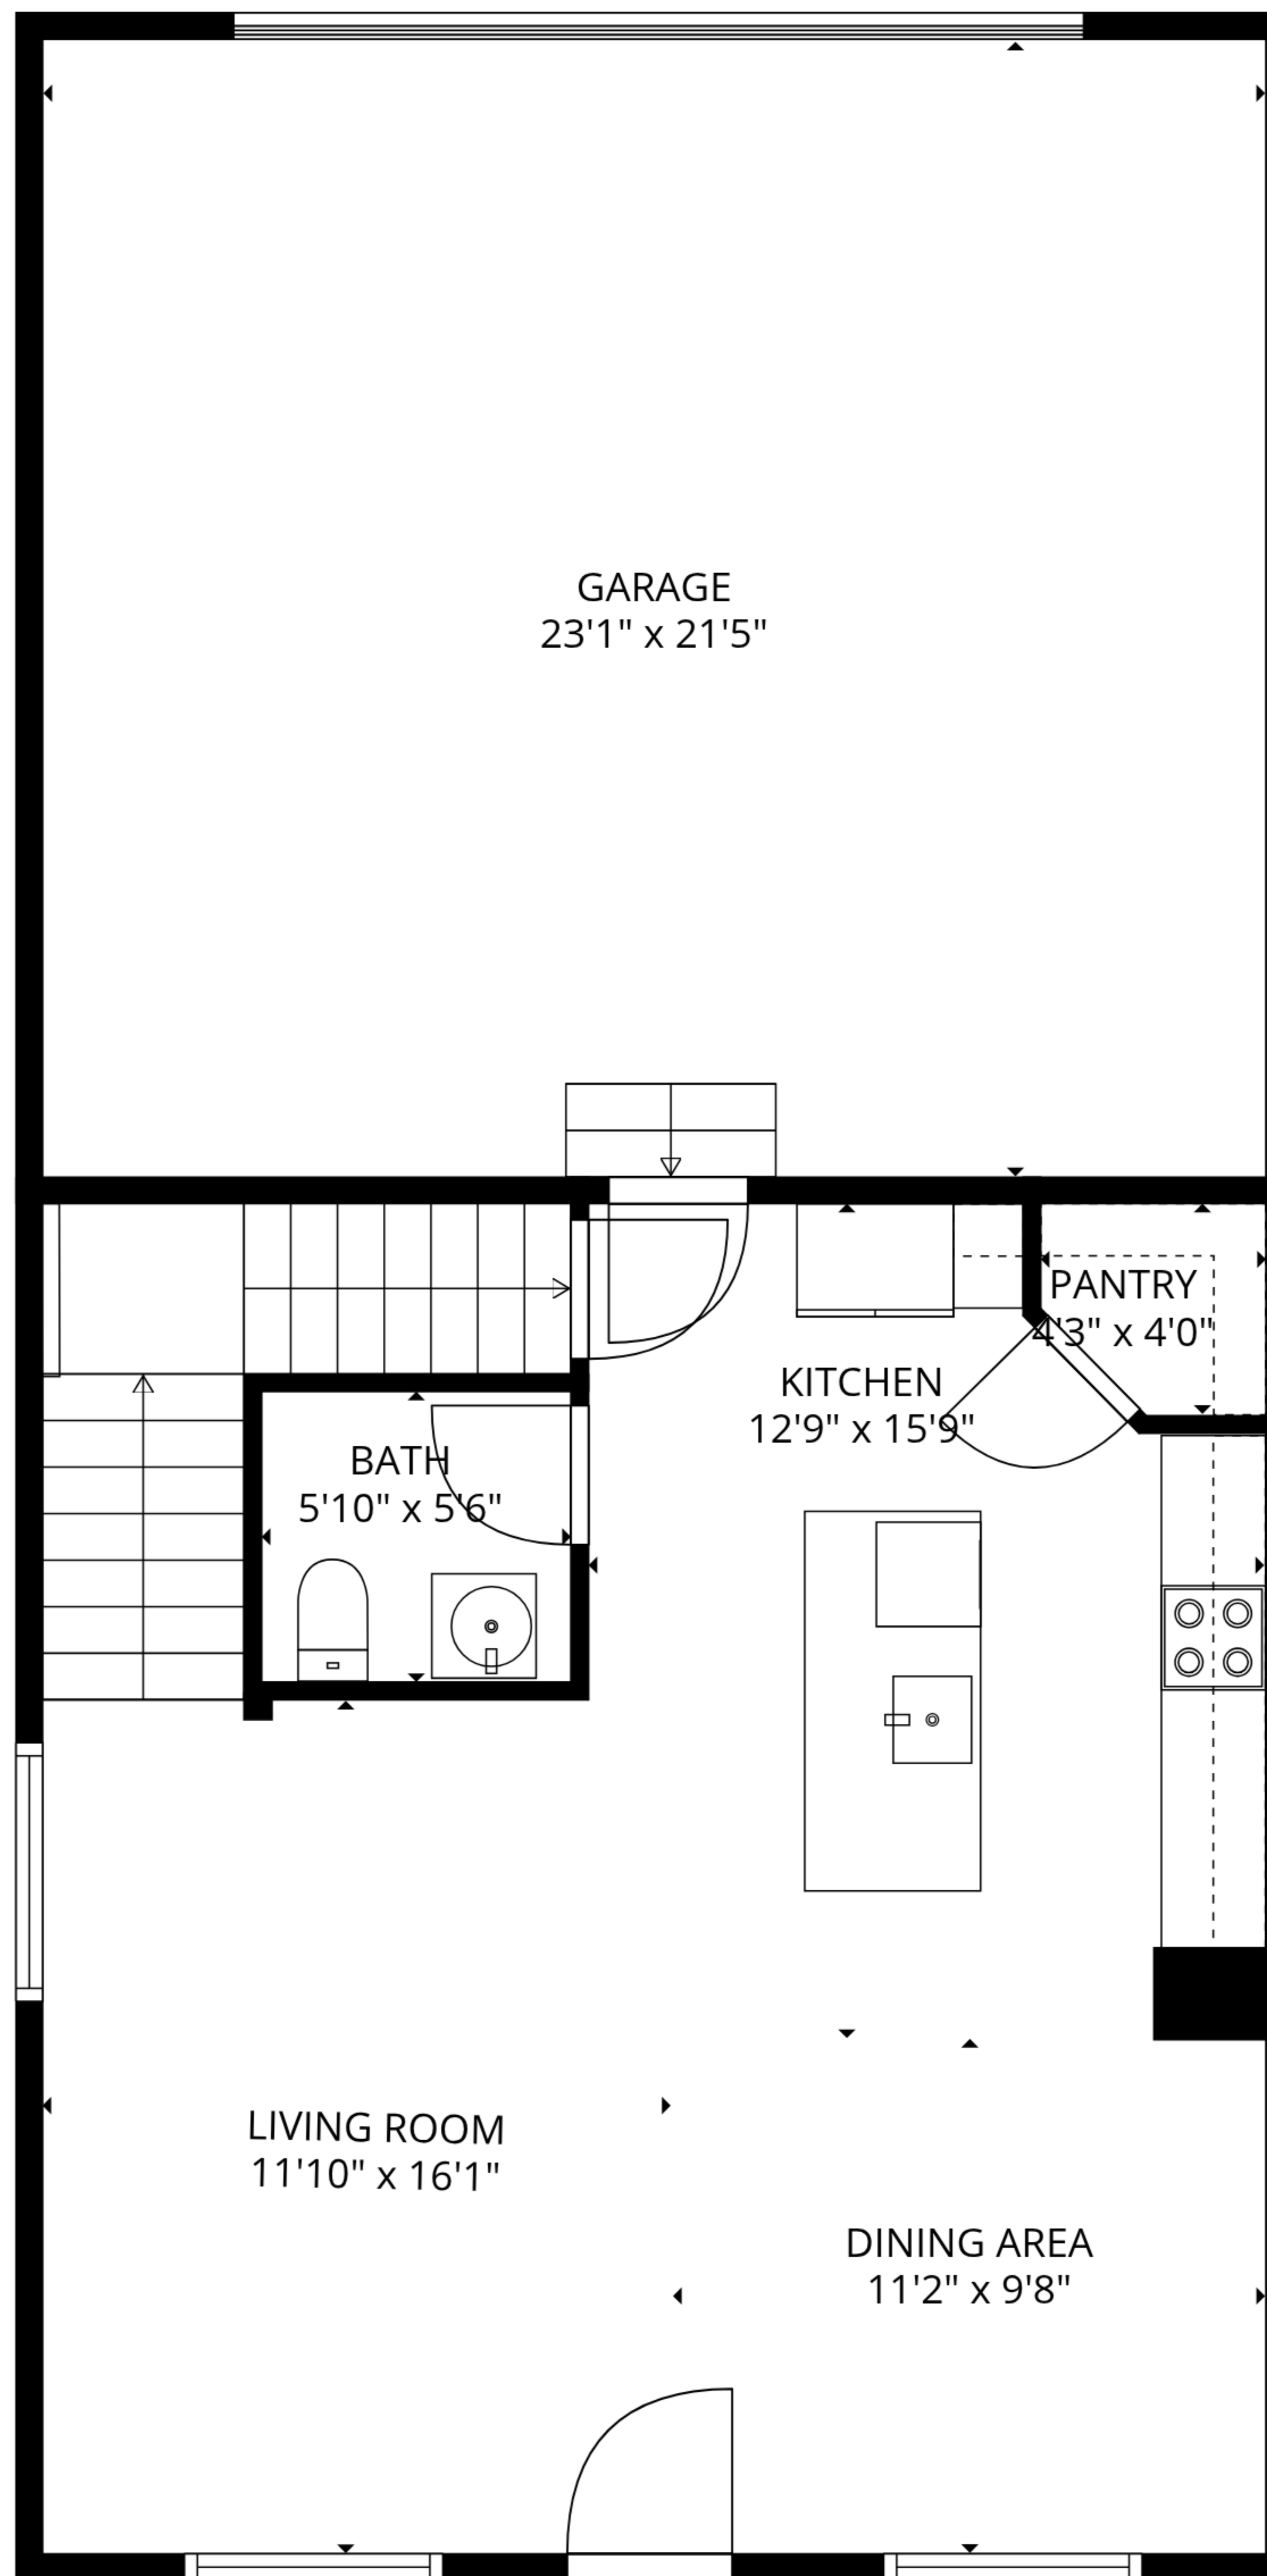 GARAGE
23'1" x 21'5"
PANTRY
4'3" x 4'0"
KITCHEN
12'9" x 15'9"
BATH
5'10" x 5'6"
LIVING ROOM
11'10" x 16'1"
DINING AREA
11'2" x 9'8"